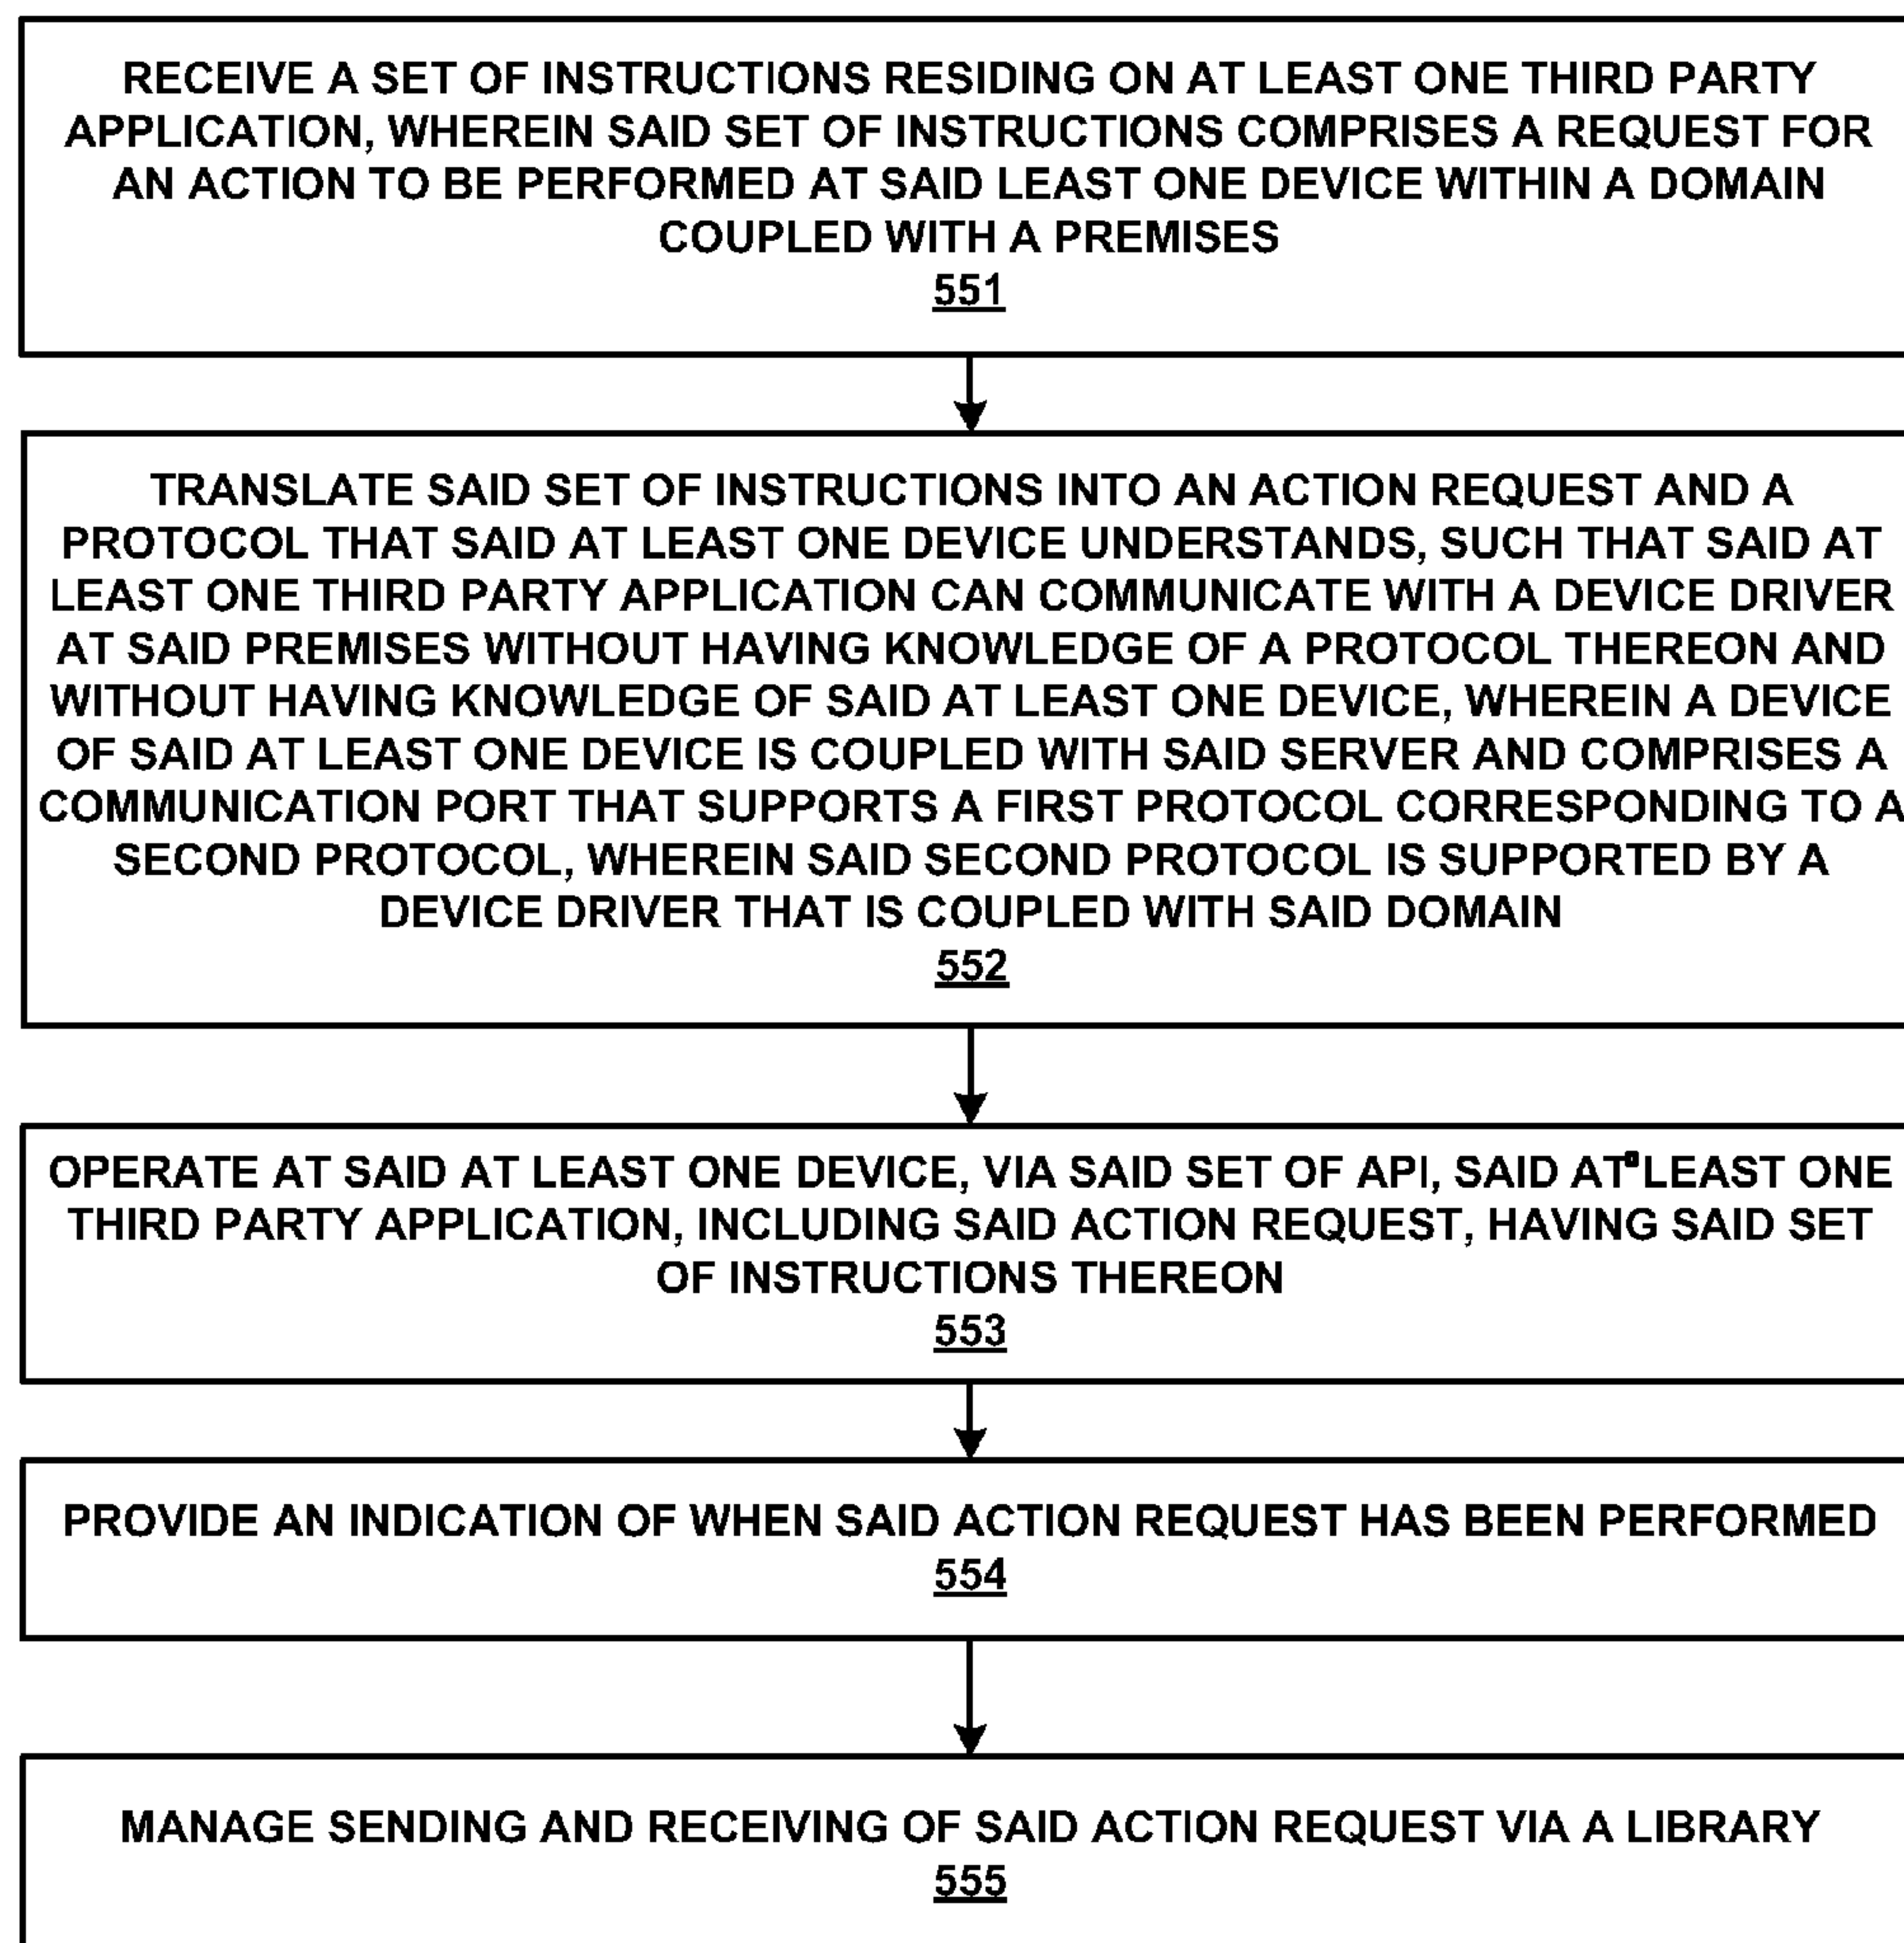 RECEIVE A SET OF INSTRUCTIONS RESIDING ON AT LEAST ONE THIRD PARTY
APPLICATION, WHEREIN SAID SET OF INSTRUCTIONS COMPRISES A REQUEST FOR
AN ACTION TO BE PERFORMED AT SAID LEAST ONE DEVICE WITHIN A DOMAIN
COUPLED WITH A PREMISES
551
TRANSLATE SAID SET OF INSTRUCTIONS INTO AN ACTION REQUEST AND A
PROTOCOL THAT SAID AT LEAST ONE DEVICE UNDERSTANDS, SUCH THAT SAID AT
LEAST ONE THIRD PARTY APPLICATION CAN COMMUNICATE WITH A DEVICE DRIVER
AT SAID PREMISES WITHOUT HAVING KNOWLEDGE OF A PROTOCOL THEREON AND
WITHOUT HAVING KNOWLEDGE OF SAID AT LEAST ONE DEVICE, WHEREIN A DEVICE
OF SAID AT LEAST ONE DEVICE IS COUPLED WITH SAID SERVER AND COMPRISES A
COMMUNICATION PORT THAT SUPPORTS A FIRST PROTOCOL CORRESPONDING TO A
SECOND PROTOCOL, WHEREIN SAID SECOND PROTOCOL IS SUPPORTED BY A
DEVICE DRIVER THAT IS COUPLED WITH SAID DOMAIN
552
OPERATE AT SAID AT LEAST ONE DEVICE, VIA SAID SET OF API, SAID AT LEAST ONE
THIRD PARTY APPLICATION, INCLUDING SAID ACTION REQUEST, HAVING SAID SET
OF INSTRUCTIONS THEREON
553
PROVIDE AN INDICATION OF WHEN SAID ACTION REQUEST HAS BEEN PERFORMED
554
MANAGE SENDING AND RECEIVING OF SAID ACTION REQUEST VIA A LIBRARY
555